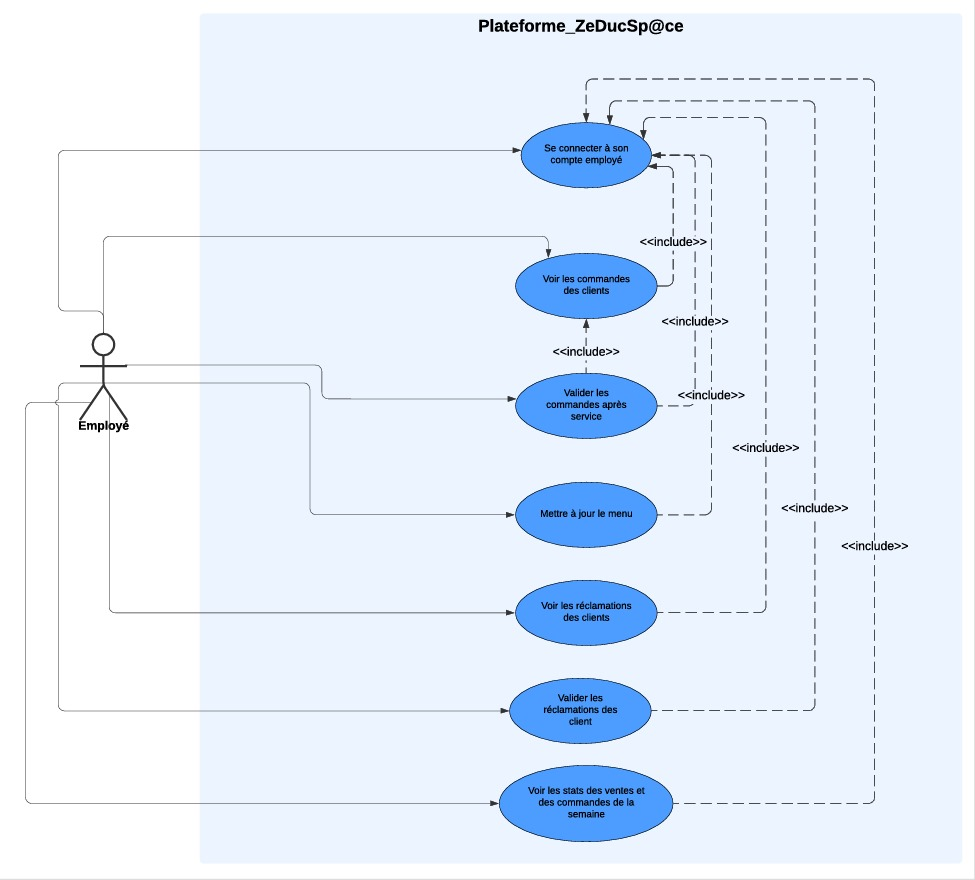 Plateforme_ZeDucSp@ce
Se connecter à son
compte employé
<<include>>
Voir les commandes
des clients
<<include>>
<<include>>
Valider les
commandes après
service
<<include>>
Employé
<<include>>
Mettre à jour le menu
<<include>>
<<include>>
Voir les réclamations
des clients
Valider les
réclamations des
client
Voir les stats des ventes et
des commandes de la
semaine